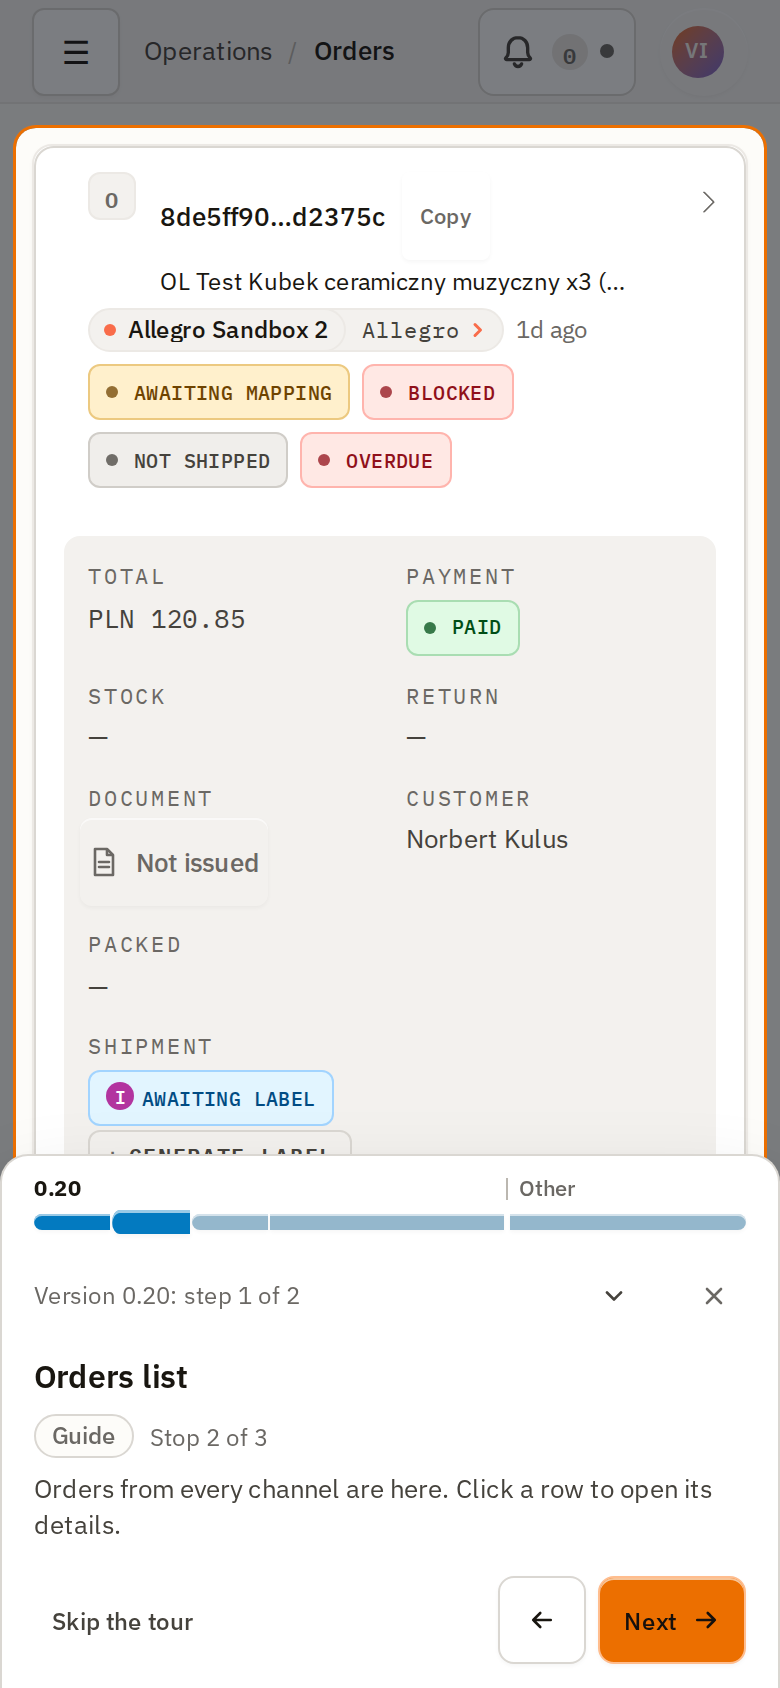 Operations / Orders
0
VI
0
8de5ff90...d2375c
Copy
OL Test Kubek ceramiczny muzyczny x3 (...
Allegro Sandbox 2
Allegro
1d ago
AWAITING MAPPING
BLOCKED
NOT SHIPPED
OVERDUE
TOTAL
PAYMENT
PLN 120.85
PAID
STOCK
RETURN
—
—
DOCUMENT
CUSTOMER
Not issued
Norbert Kulus
PACKED
—
SHIPMENT
I AWAITING LABEL
GENERATE LABEL
0.20
Other
Version 0.20: step 1 of 2
Orders list
Guide
Stop 2 of 3
Orders from every channel are here. Click a row to open its
details.
Skip the tour
Next